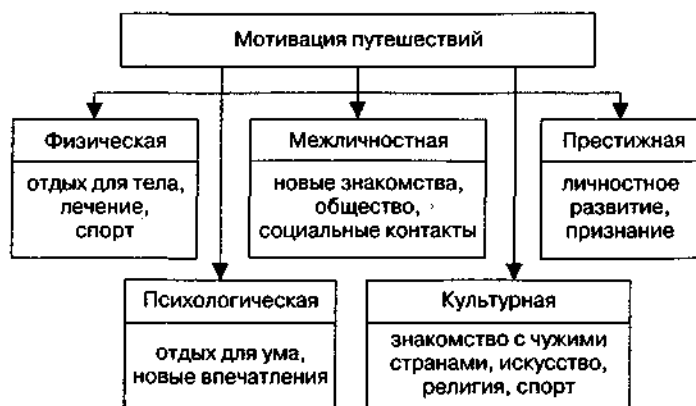 Мотивация путешествий
Физическая
отдых для тела,
лечение,
спорт
Межличностная
новые знакомства,
общество,
социальные контакты
Престижная
личностное
развитие,
признание
Психологическая
отдых для ума,
новые впечатления
Культурная
знакомство с чужими
странами, искусство,
религия, спорт